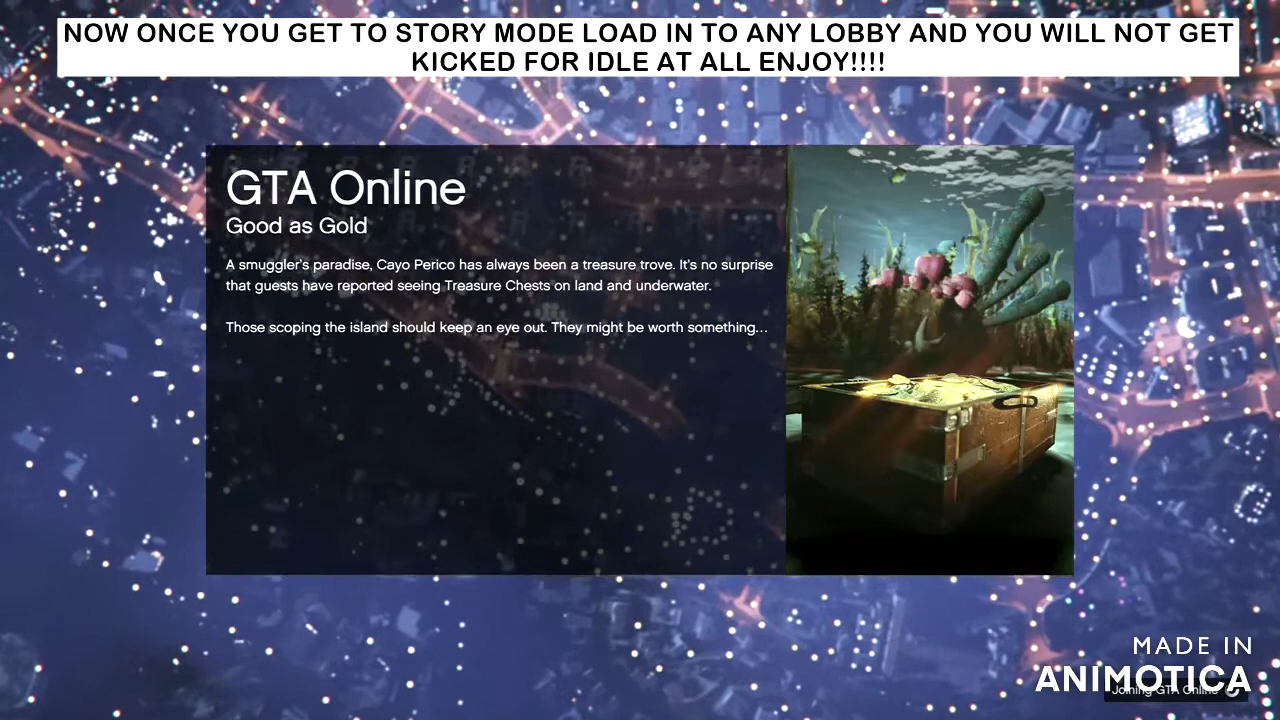 NOW ONCE YOU GET TO STORY MODE LOAD IN TO ANY LOBBY AND YOU WILL NOT GET
KICKED FOR IDLE AT ALL ENJOY!!!!
GTA Online
Good as Gold
A smuggler's paradise, Cayo Perico has always been a treasure trove. It's no surprise
that guests have reported seeing Treasure Chests on land and underwater.
Those scoping the island should keep an eye out. They might be worth something...
MADE IN
ANIMOTICA
Joining GTA Online